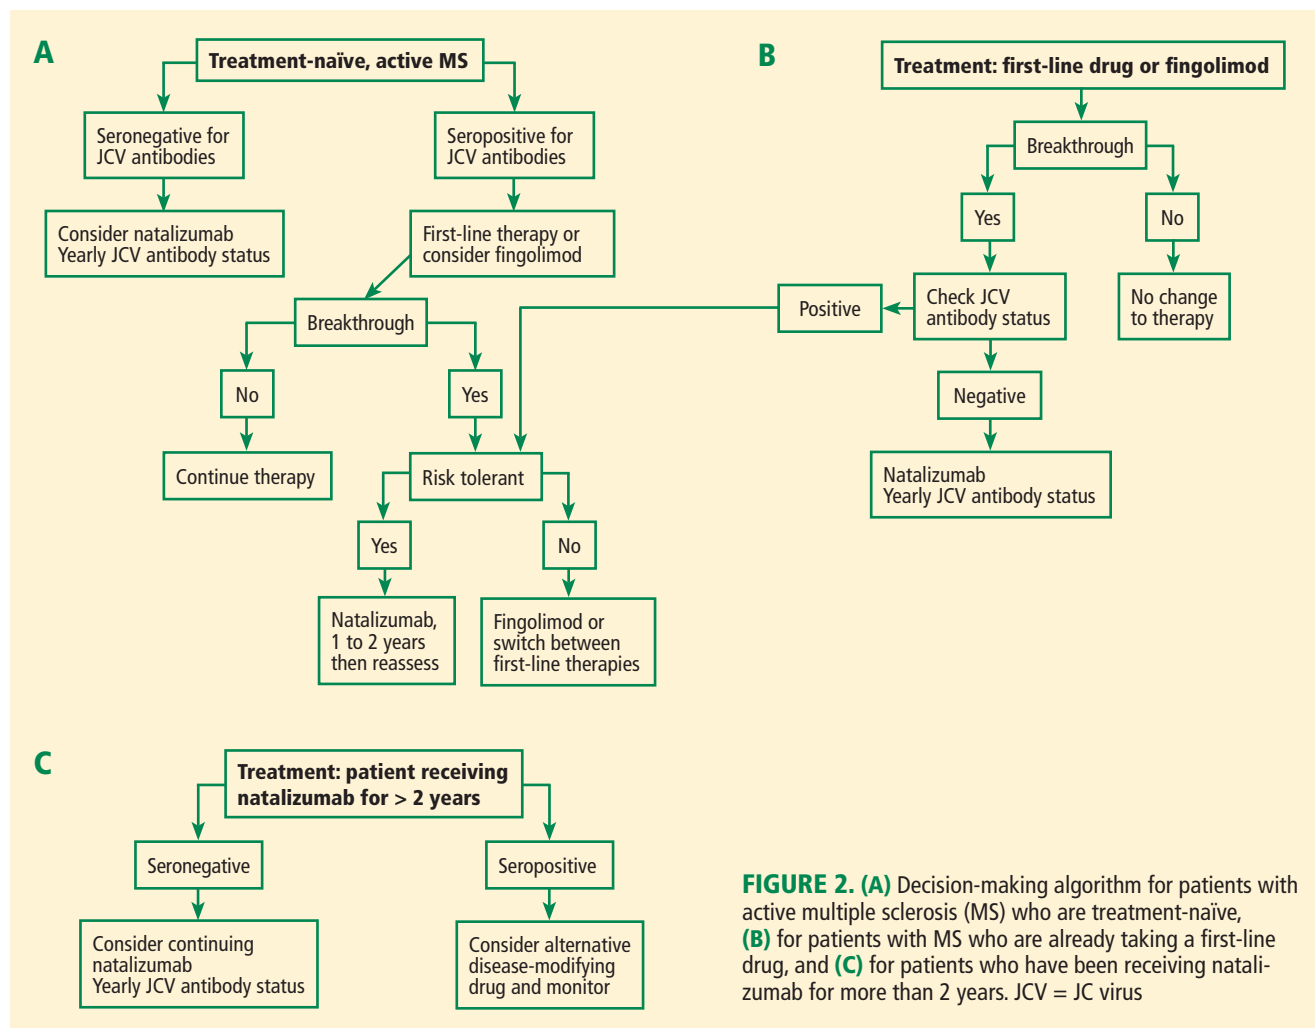 A
Treatment-naïve, active MS
Seronegative for
JCV antibodies
Seropositive for
JCV antibodies
Consider natalizumab
Yearly JCV antibody status
First-line therapy or
consider fingolimod
Breakthrough
No
Yes
Continue therapy
Risk tolerant
Yes
No
Natalizumab,
1 to 2 years
then reassess
Fingolimod or
switch between
first-line therapies
B
Treatment: first-line drug or fingolimod
Breakthrough
Yes
No
Positive
Check JCV
antibody status
No change
to therapy
Negative
Natalizumab
Yearly JCV antibody status
C
Treatment: patient receiving
natalizumab for > 2 years
Seronegative
Seropositive
Consider continuing
natalizumab
Yearly JCV antibody status
Consider alternative
disease-modifying
drug and monitor
FIGURE 2. (A) Decision-making algorithm for patients with
active multiple sclerosis (MS) who are treatment-naïve,
(B) for patients with MS who are already taking a first-line
drug, and (C) for patients who have been receiving natali-
zumab for more than 2 years. JCV = JC virus